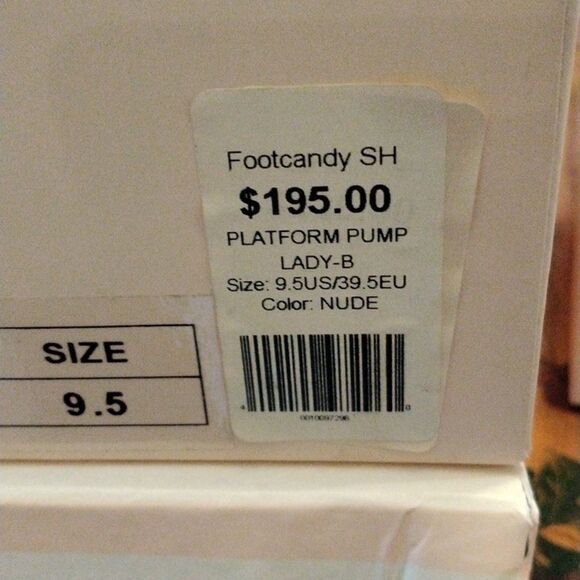 Footcandy SH
$195.00
PLATFORM PUMP
LADY-B
Size: 9.5US/39.5EU
Color: NUDE
SIZE
9.5